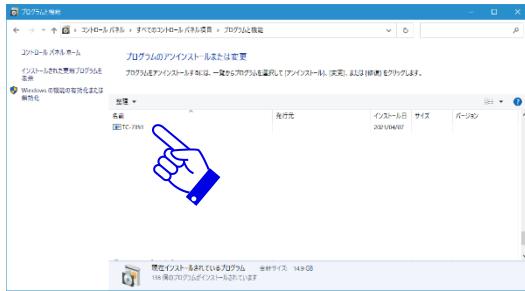 プログラムと機能
コントロール パネル › すべてのコントロール パネル項目 › プログラムと機能
コントロール パネル ホーム
プログラムのアンインストールまたは変更
インストールされた更新プログラムを
表示
プログラムをアンインストールするには、一覧からプログラムを選択して [アンインストール]、[変更]、または [修復] をクリックします。
Windows の機能の有効化または
無効化
整理
名前 発行元 インストール日 サイズ バージョン
2021/04/07
現在インストールされているプログラム 合計サイズ: 14.9 GB
個のプログラムがインストールされています